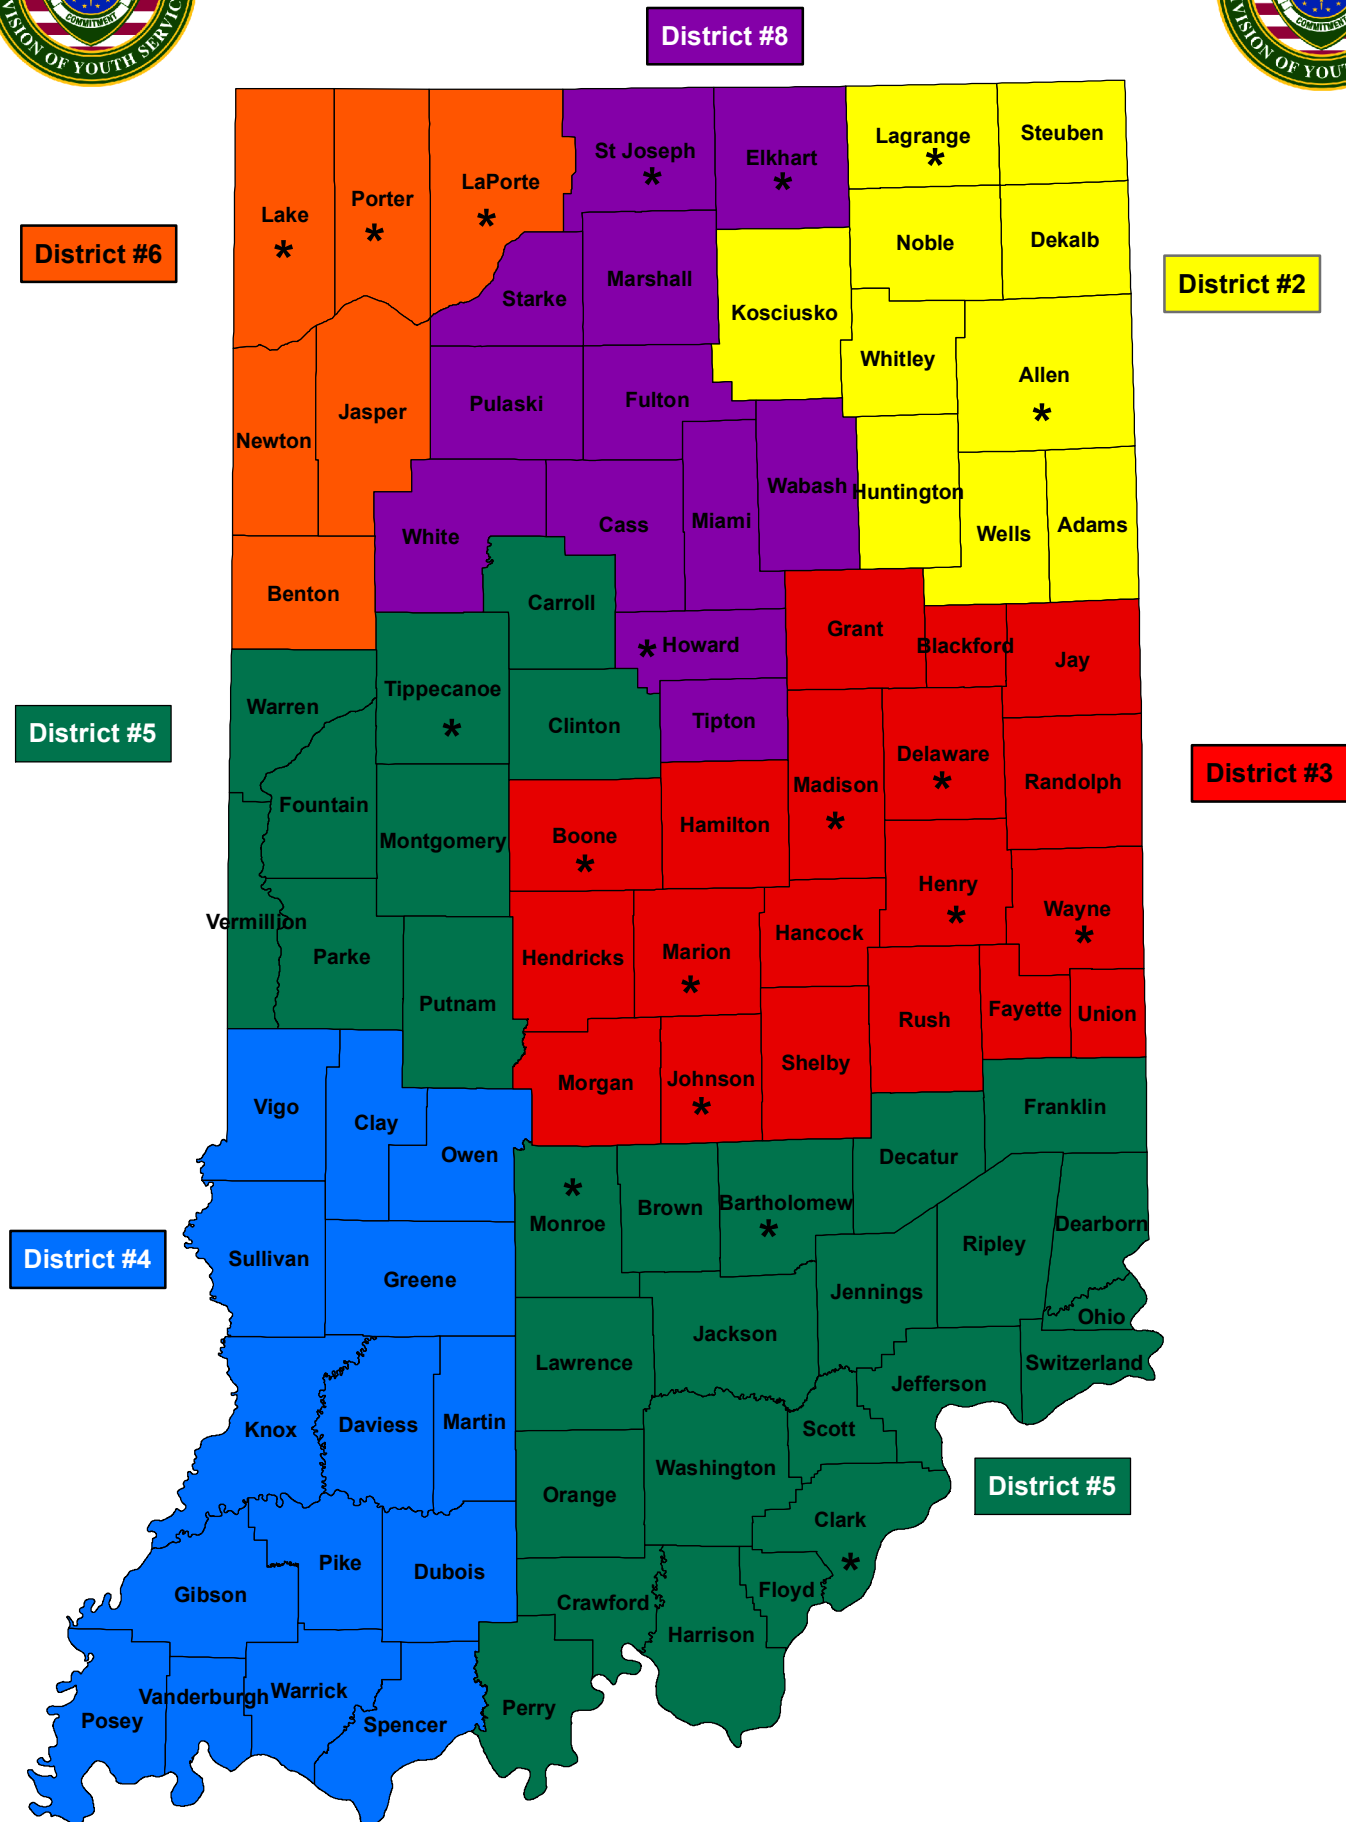 COMMITMENT
VISION OF YOUTH SERVIC
COMMITMENT
VISION OF YOU
District #8
Lagrange
*
Steuben
St Joseph
*
Elkhart
*
LaPorte
*
Porter
*
Lake
*
District #6
Noble
Dekalb
Marshall
District #2
Starke
Kosciusko
Whitley
Allen
*
Fulton
Pulaski
Jasper
Newton
Wabash
Huntington
Miami
Cass
Adams
Wells
White
Benton
Carroll
Grant
* Howard
Blackford
Jay
Tippecanoe
*
Warren
Tipton
Clinton
District #5
Delaware
*
District #3
Randolph
Madison
*
Fountain
Hamilton
Boone
*
Montgomery
Henry
*
Wayne
*
Vermillion
Hancock
Marion
*
Hendricks
Parke
Putnam
Fayette
Union
Rush
Shelby
Johnson
*
Morgan
Vigo
Franklin
Clay
Owen
Decatur
*
Monroe
Bartholomew
*
Brown
Dearborn
Ripley
Sullivan
District #4
Greene
Jennings
Ohio
Jackson
Lawrence
Switzerland
Jefferson
Martin
Daviess
Knox
Scott
Washington
District #5
Orange
Clark
*
Pike
Dubois
Floyd
Gibson
Crawford
Harrison
Warrick
Vanderburgh
Perry
Posey
Spencer